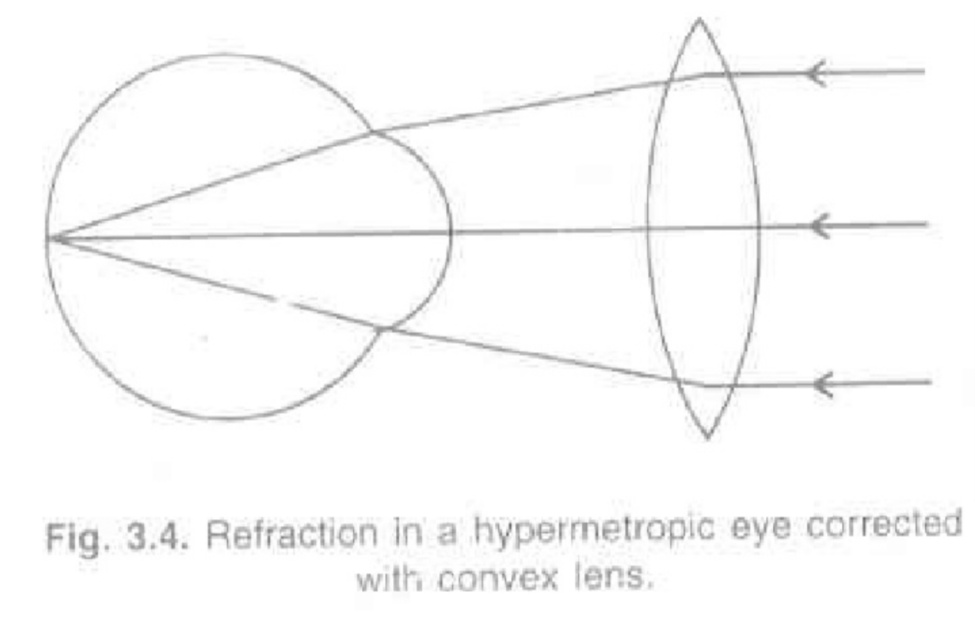 Fig. 3.4. Refraction in a hypermetropic eye corrected
with convex lens.